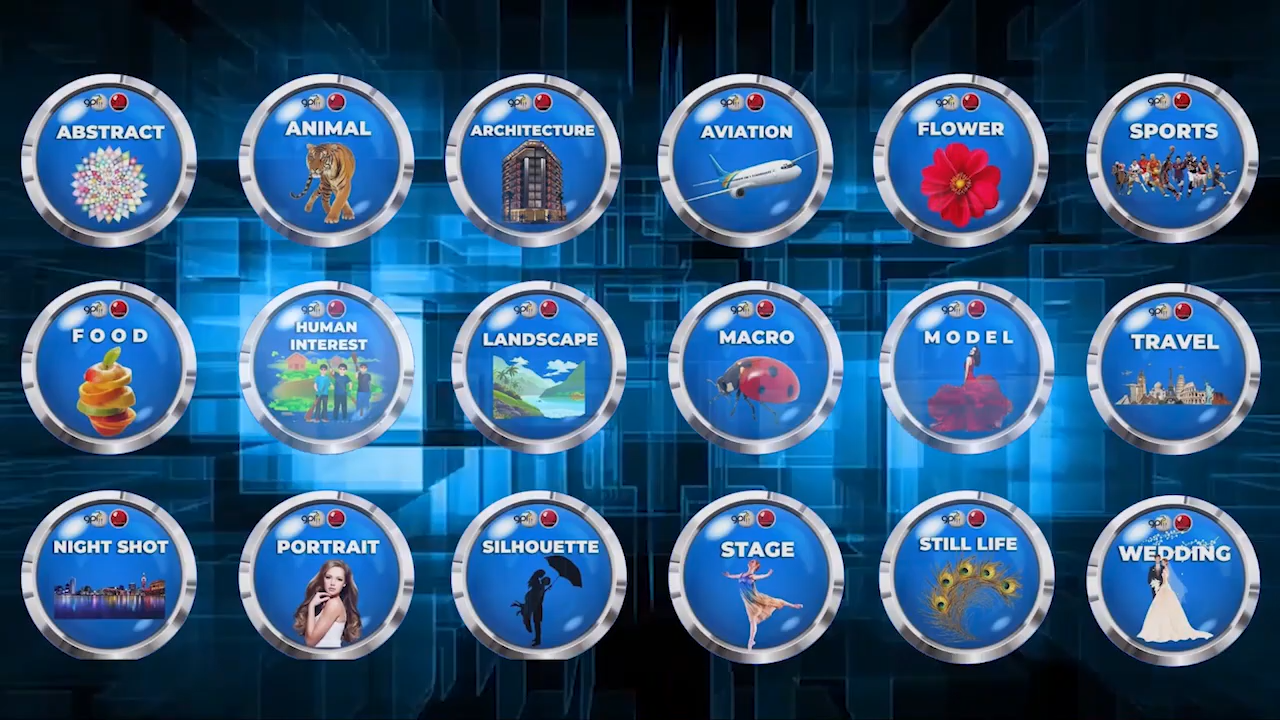 ABSTRACT
ANIMAL
ARCHITECTURE
AVIATION
FLOWER
SPORTS
FOOD
HUMAN
INTEREST
LANDSCAPE
MACRO
MODEL
TRAVEL
NIGHT SHOT
PORTRAIT
SILHOUETTE
STAGE
STILL LIFE
WEDDING